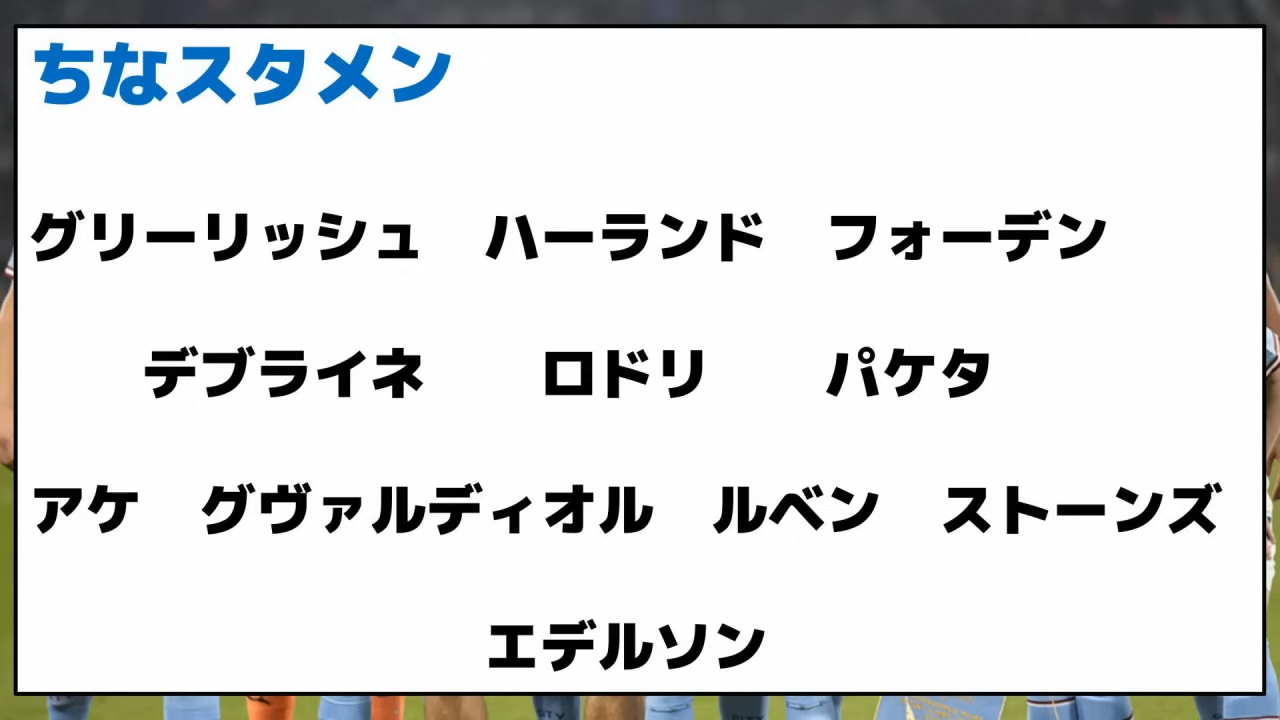 ちなスタメン
グリーリッシュ　ハーランド　フォーデン
デブライネ　ロドリ　パケタ
アケ　グヴァルディオル　ルベン　ストーンズ
エデルソン